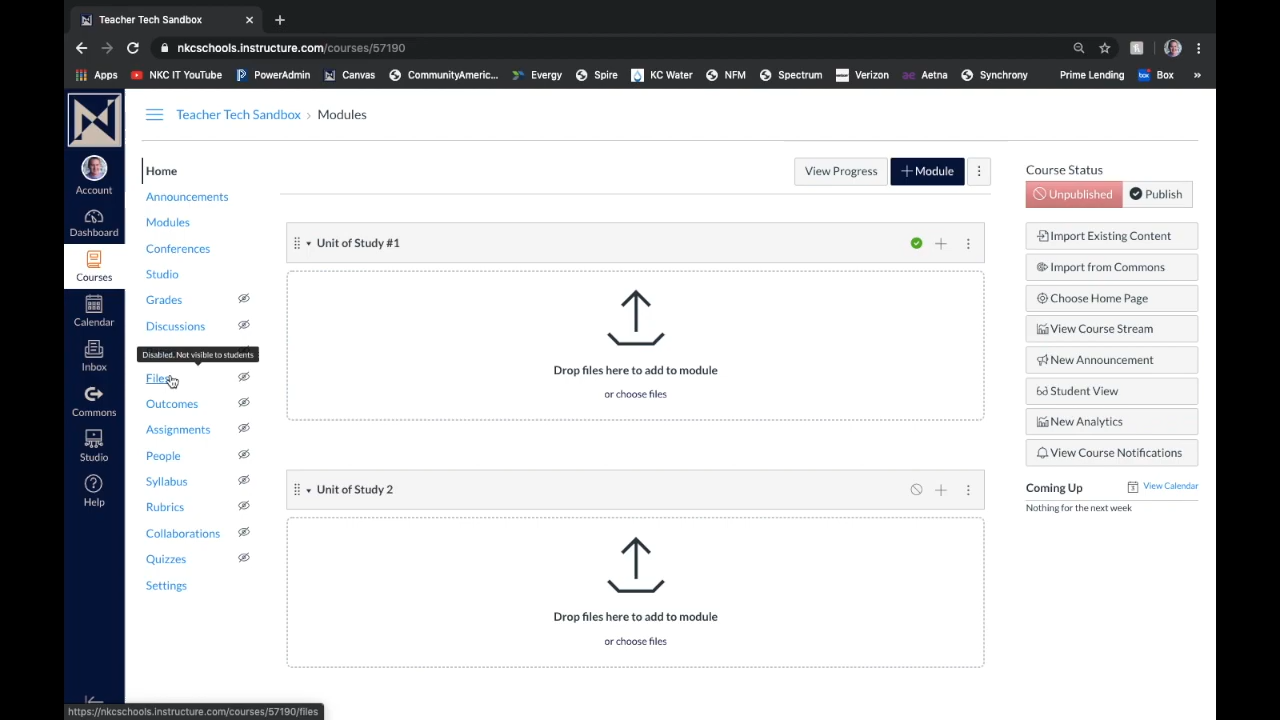 Teacher Tech Sandbox
nkcschools.instructure.com/courses/57190
Apps NKC IT YouTube PowerAdmin Canvas CommunityAmeric... Evergy Spire KC Water NFM Spectrum Verizon Aetna Synchrony Prime Lending Box »
Teacher Tech Sandbox › Modules
Account
Dashboard
Courses
Calendar
Inbox
Commons
Studio
Help
Home
Announcements
Modules
Conferences
Studio
Grades
Discussions
Disabled. Not visible to students
Files
Outcomes
Assignments
People
Syllabus
Rubrics
Collaborations
Quizzes
Settings
View Progress + Module
Unit of Study #1
Drop files here to add to module
or choose files
Unit of Study 2
Drop files here to add to module
or choose files
Course Status
Unpublished Publish
Import Existing Content
Import from Commons
Choose Home Page
View Course Stream
New Announcement
Student View
New Analytics
View Course Notifications
Coming Up View Calendar
Nothing for the next week
https://nkcschools.instructure.com/courses/57190/files